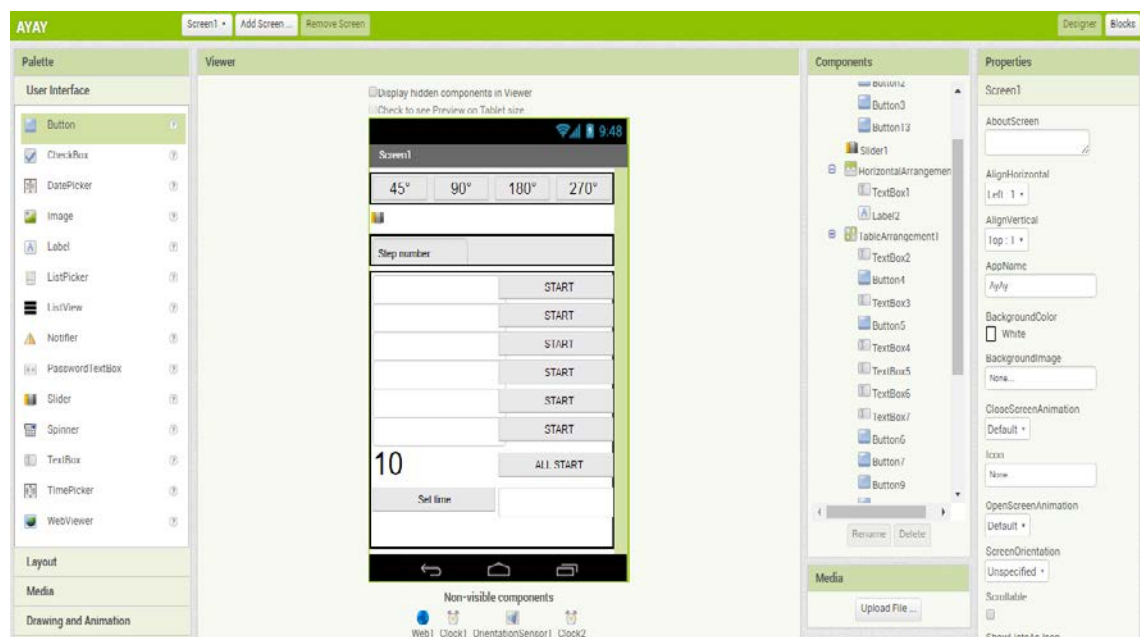 AYAY
Screen1
Add Screen ...
Remove Screen
Designer
Blocks
Palette
User Interface
Button
CheckBox
DatePicker
Image
Label
ListPicker
ListView
Notifier
PasswordTextBox
Slider
Spinner
TextBox
TimePicker
WebViewer
Layout
Media
Drawing and Animation
Viewer
Display hidden components in Viewer
Check to see Preview on Tablet size
9:48
Screen1
45° 90° 180° 270°
Step number
START
START
START
START
START
START
10
ALL START
Set time
Non-visible components
Web1 Clock1 OrientationSensor1 Clock2
Components
Button2
Button3
Button13
Slider1
HorizontalArrangemen
TextBox1
Label2
TableArrangement1
TextBox2
Button4
TextBox3
Button5
TextBox4
TextBox5
TextBox6
TextBox7
Button6
Button7
Button9
Rename Delete
Media
Upload File ...
Properties
Screen1
AboutScreen
AlignHorizontal
Left : 1
AlignVertical
Top : 1
AppName
AyAy
BackgroundColor
White
BackgroundImage
None...
CloseScreenAnimation
Default
Icon
None...
OpenScreenAnimation
Default
ScreenOrientation
Unspecified
Scrollable
ShowListsAsJson